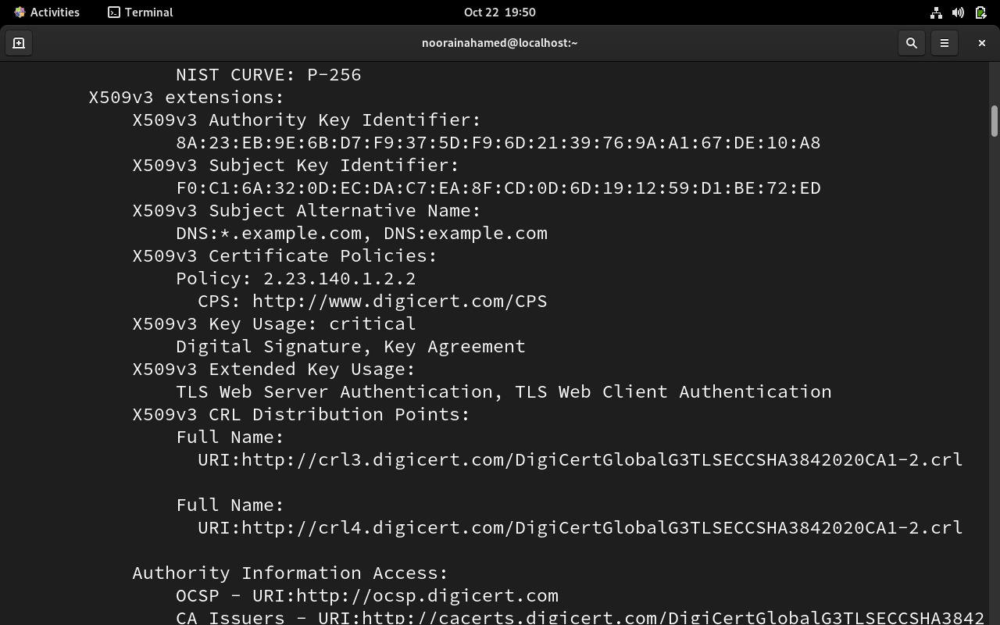 Activities
Terminal
Oct 22 19:50
noorainahamed@localhost:~
NIST CURVE: P-256
X509v3 extensions:
X509v3 Authority Key Identifier:
8A:23:EB:9E:6B:D7:F9:37:5D:F9:6D:21:39:76:9A:A1:67:DE:10:A8
X509v3 Subject Key Identifier:
F0:C1:6A:32:0D:EC:DA:C7:EA:8F:CD:0D:6D:19:12:59:D1:BE:72:ED
X509v3 Subject Alternative Name:
DNS:*.example.com, DNS:example.com
X509v3 Certificate Policies:
Policy: 2.23.140.1.2.2
CPS: http://www.digicert.com/CPS
X509v3 Key Usage: critical
Digital Signature, Key Agreement
X509v3 Extended Key Usage:
TLS Web Server Authentication, TLS Web Client Authentication
X509v3 CRL Distribution Points:
Full Name:
URI:http://crl3.digicert.com/DigiCertGlobalG3TLSECCSHA3842020CA1-2.crl
Full Name:
URI:http://crl4.digicert.com/DigiCertGlobalG3TLSECCSHA3842020CA1-2.crl
Authority Information Access:
OCSP - URI:http://ocsp.digicert.com
CA Issuers - URI:http://cacerts.digicert.com/DigiCertGlobalG3TLSECCSHA3842